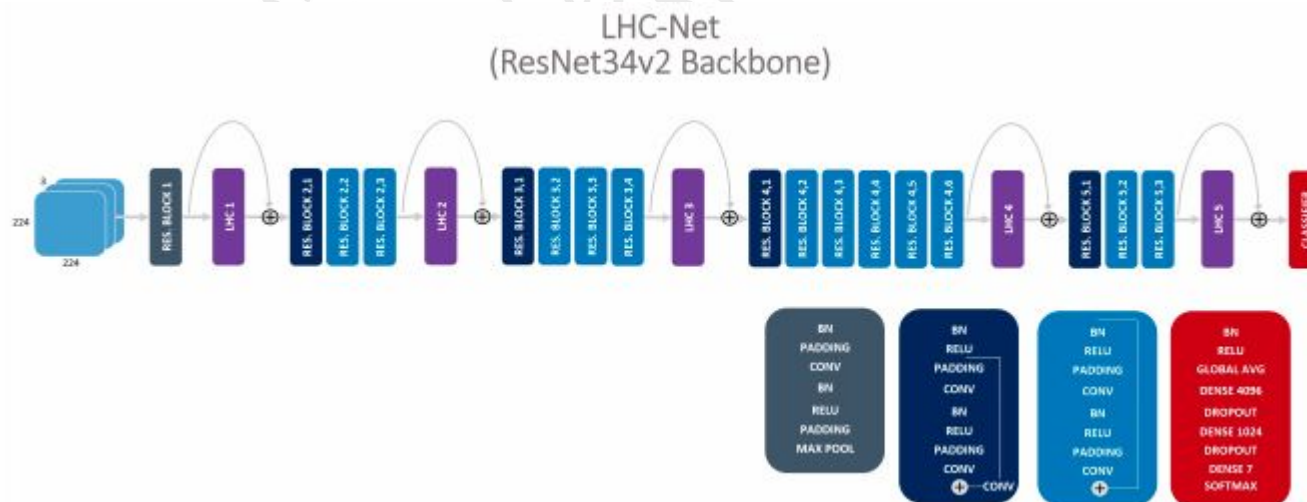 LHC-Net
(ResNet34v2 Backbone)
3
224
224
RES. BLOCK 1
LHC 1
RES. BLOCK 2,1
RES. BLOCK 2,2
RES. BLOCK 2,3
LHC 2
RES. BLOCK 3,1
RES. BLOCK 3,2
RES. BLOCK 3,3
RES. BLOCK 3,4
LHC 3
RES. BLOCK 4,1
RES. BLOCK 4,2
RES. BLOCK 4,3
RES. BLOCK 4,4
RES. BLOCK 4,5
RES. BLOCK 4,6
LHC 4
RES. BLOCK 5,1
RES. BLOCK 5,2
RES. BLOCK 5,3
LHC 5
CLASSIFIER
BN
PADDING
CONV
BN
RELU
PADDING
MAX POOL
BN
RELU
PADDING
CONV
BN
RELU
PADDING
CONV
CONV
BN
RELU
PADDING
CONV
BN
RELU
PADDING
CONV
BN
RELU
GLOBAL AVG
DENSE 4096
DROPOUT
DENSE 1024
DROPOUT
DENSE 7
SOFTMAX